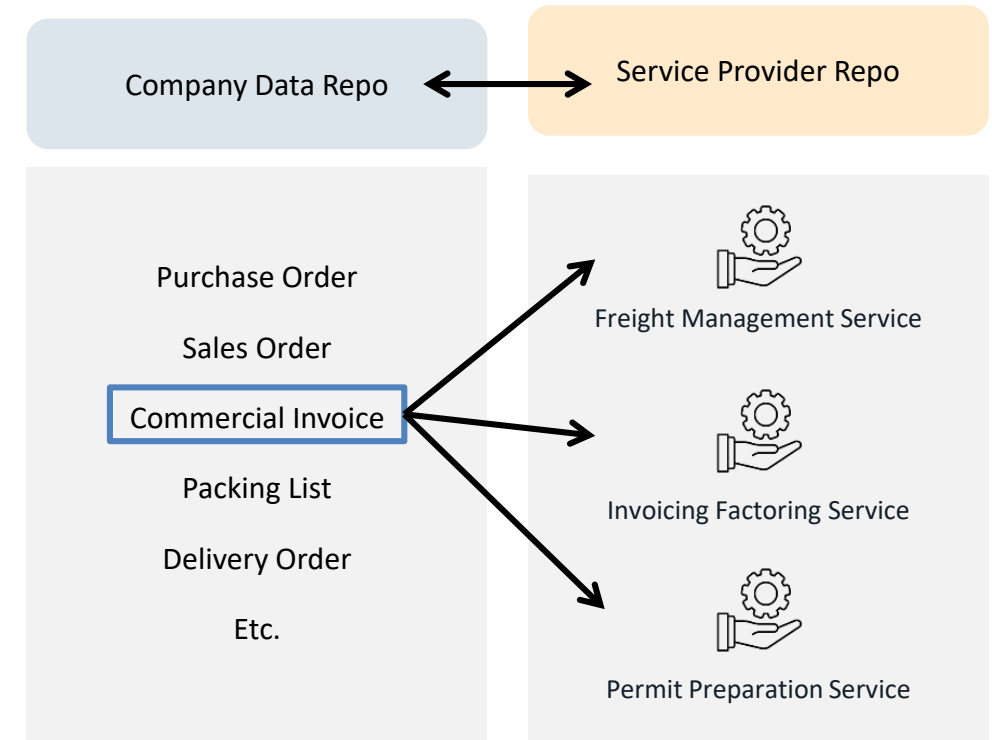 Company Data Repo
Service Provider Repo
Purchase Order
Sales Order
Commercial Invoice
Packing List
Delivery Order
Etc.
Freight Management Service
Invoicing Factoring Service
Permit Preparation Service